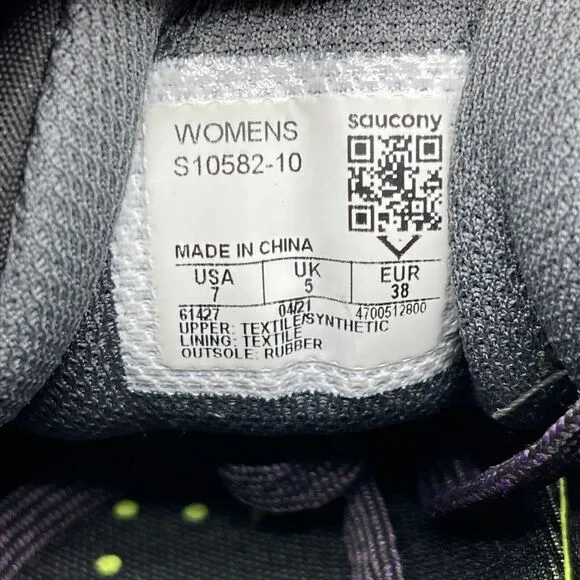 WOMENS
saucony
S10582-10
MADE IN CHINA
USA UK EUR
7 5 38
61427 04/21 4700512800
UPPER: TEXTILE/SYNTHETIC
LINING: TEXTILE
OUTSOLE: RUBBER